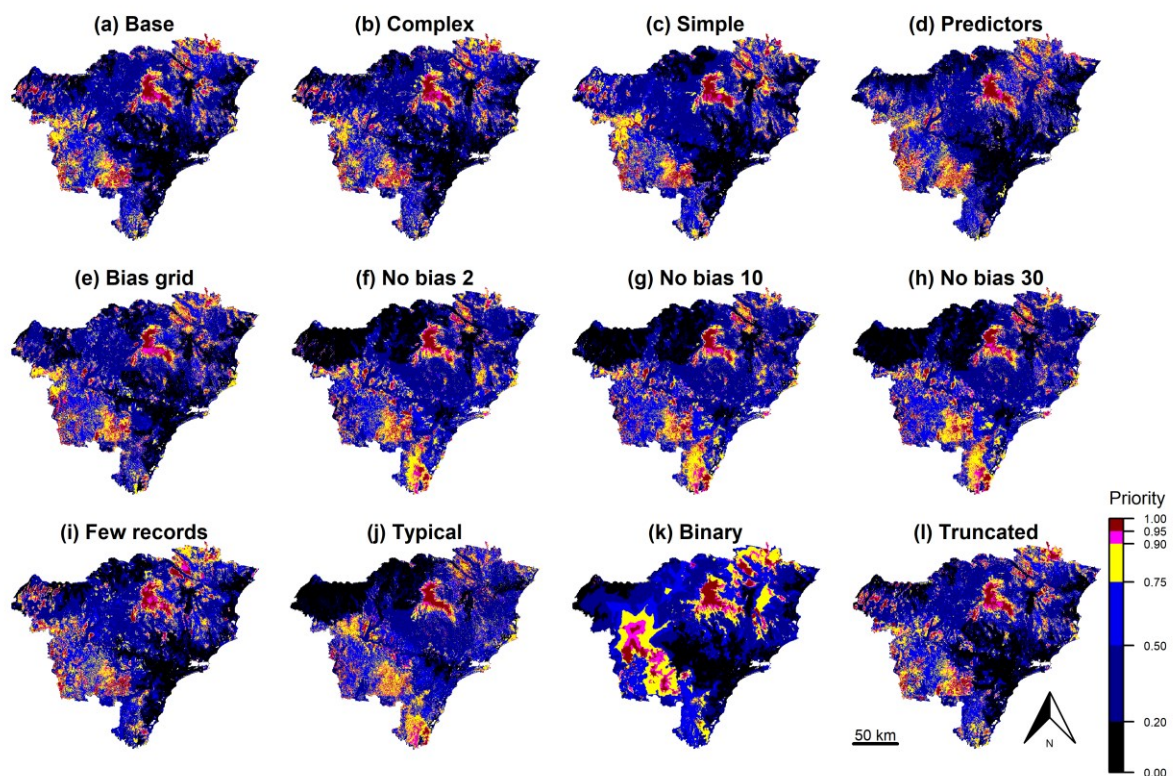 (a) Base
(b) Complex
(c) Simple
(d) Predictors
(e) Bias grid
(f) No bias 2
(g) No bias 10
(h) No bias 30
(i) Few records
(j) Typical
(k) Binary
(l) Truncated
Priority
1.00
0.95
0.90
0.75
0.50
0.20
0.00
50 km
N